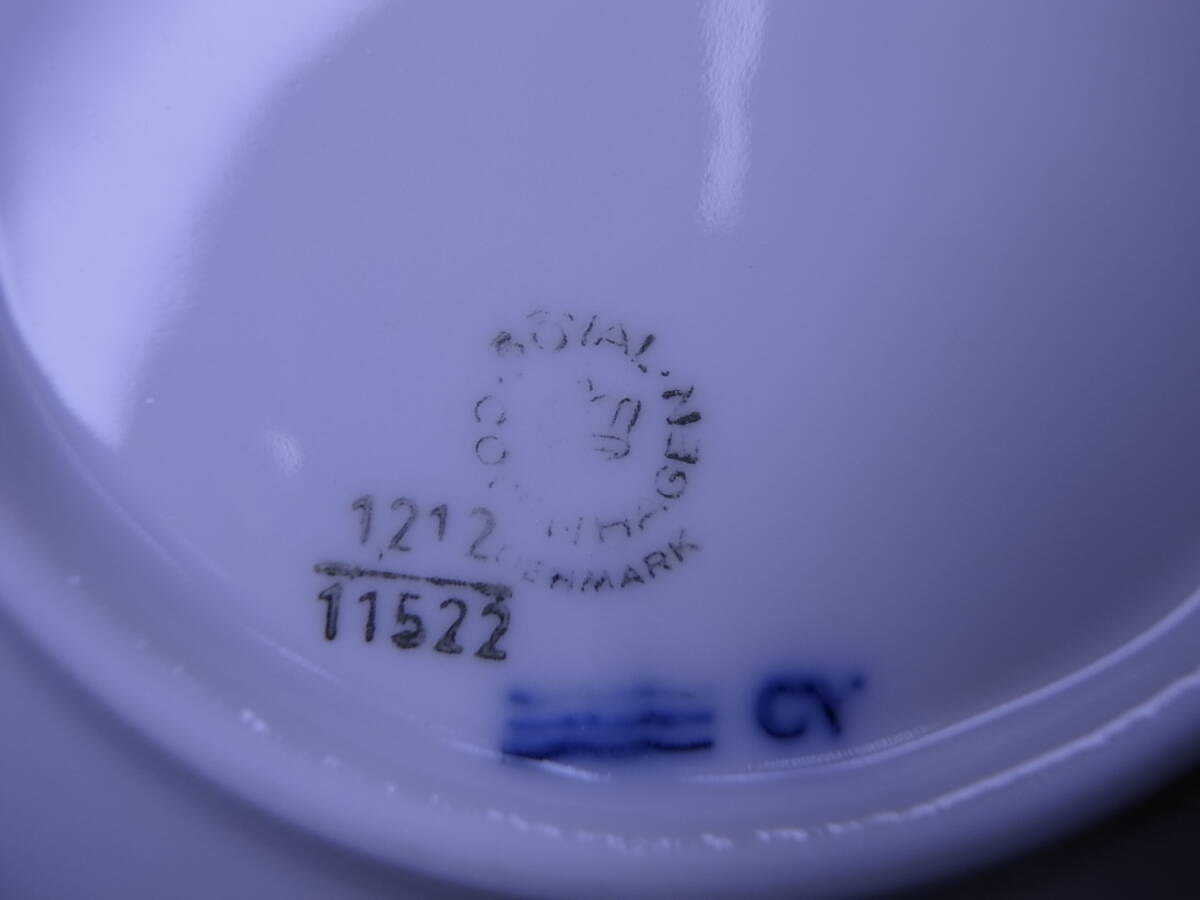 ROYAL
COPENHAGEN
DENMARK
1212
11522
CY